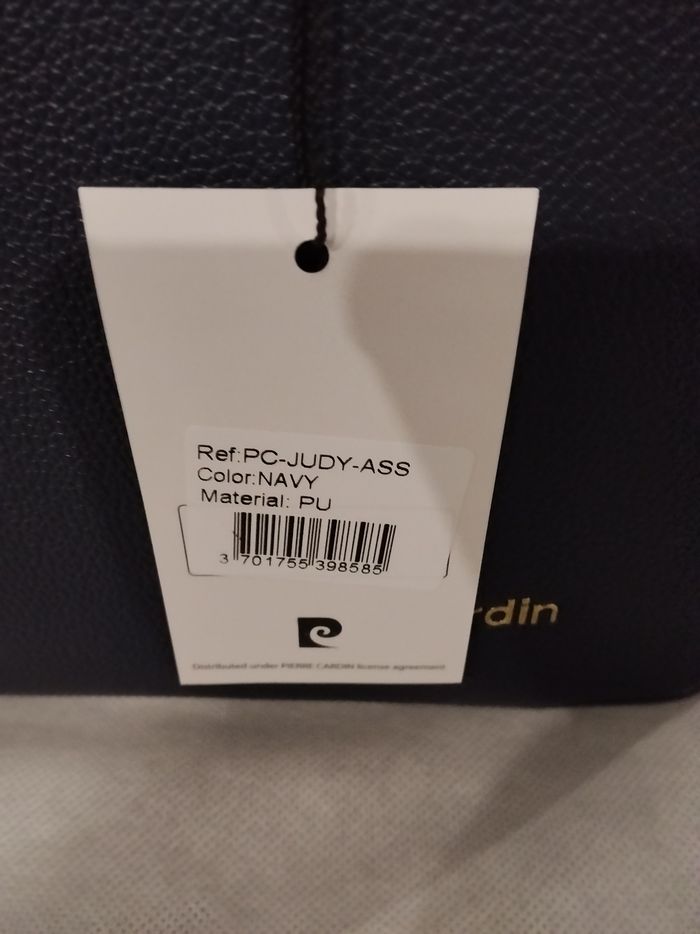 Ref:PC-JUDY-ASS
Color:NAVY
Material: PU
3 701755 398585
rdin
Distributed under PIERRE CARDIN license agreement